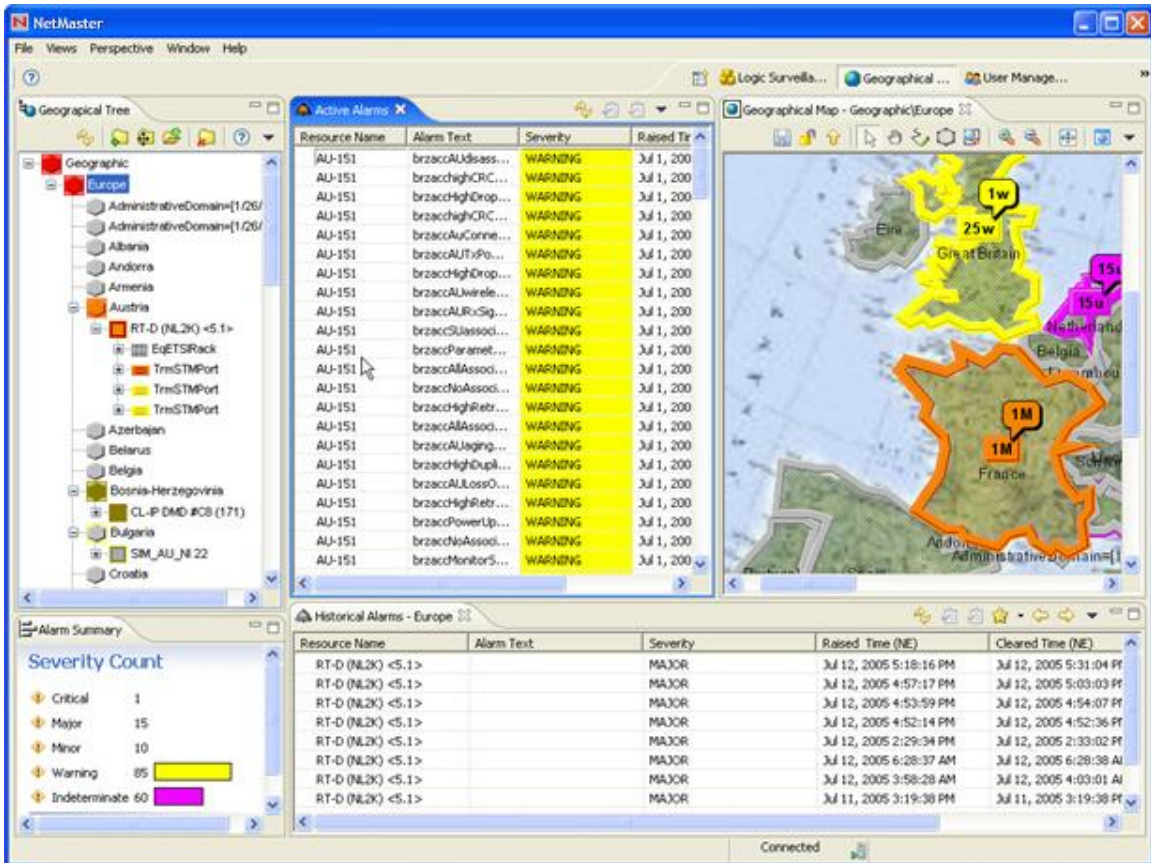 NetMaster
File Views Perspective Window Help
Logic Surveilla... Geographical ... User Manage...
Geograpical Tree
Geographic
Europe
AdministrativeDomain=[1/26/
AdministrativeDomain=[1/26/
Albania
Andorra
Armenia
Austria
RT-D (NL2K) <5.1>
EqETSIRack
TrmSTMPort
TrmSTMPort
TrmSTMPort
Azerbajan
Belarus
Belgia
Bosnia-Herzegovinia
CL-IP DMD #C8 (171)
Bulgaria
SIM_AU_NI 22
Croatia
Active Alarms
Resource Name Alarm Text Severity Raised Tir
AU-151 brzaccAUdisass... WARNING Jul 1, 200
AU-151 brzacchighCRC... WARNING Jul 1, 200
AU-151 brzaccHighDrop... WARNING Jul 1, 200
AU-151 brzacchighCRC... WARNING Jul 1, 200
AU-151 brzaccAuConne... WARNING Jul 1, 200
AU-151 brzaccAUTxPo... WARNING Jul 1, 200
AU-151 brzaccHighDrop... WARNING Jul 1, 200
AU-151 brzaccAUwirele... WARNING Jul 1, 200
AU-151 brzaccAURxSig... WARNING Jul 1, 200
AU-151 brzaccSUassoci... WARNING Jul 1, 200
AU-151 brzaccParamet... WARNING Jul 1, 200
AU-151 brzaccAllAssoci... WARNING Jul 1, 200
AU-151 brzaccNoAssoci... WARNING Jul 1, 200
AU-151 brzaccHighRetr... WARNING Jul 1, 200
AU-151 brzaccAllAssoci... WARNING Jul 1, 200
AU-151 brzaccAUaging... WARNING Jul 1, 200
AU-151 brzaccHighDupli... WARNING Jul 1, 200
AU-151 brzaccAULossO... WARNING Jul 1, 200
AU-151 brzaccHighRetr... WARNING Jul 1, 200
AU-151 brzaccPowerUp... WARNING Jul 1, 200
AU-151 brzaccNoAssoci... WARNING Jul 1, 200
AU-151 brzaccMonitorS... WARNING Jul 1, 200
Geographical Map - Geographic\Europe
1w
25w
Eire
Great Britain
15u
15u
Netherland
Belgia
1M
1M
France
Andor
AdministrativeDomain=[1
Alarm Summary
Severity Count
Critical 1
Major 15
Minor 10
Warning 85
Indeterminate 60
Historical Alarms - Europe
Resource Name Alarm Text Severity Raised Time (NE) Cleared Time (NE)
RT-D (NL2K) <5.1> MAJOR Jul 12, 2005 5:18:16 PM Jul 12, 2005 5:31:04 PM
RT-D (NL2K) <5.1> MAJOR Jul 12, 2005 4:57:17 PM Jul 12, 2005 5:03:03 PM
RT-D (NL2K) <5.1> MAJOR Jul 12, 2005 4:53:59 PM Jul 12, 2005 4:54:07 PM
RT-D (NL2K) <5.1> MAJOR Jul 12, 2005 4:52:14 PM Jul 12, 2005 4:52:36 PM
RT-D (NL2K) <5.1> MAJOR Jul 12, 2005 2:29:34 PM Jul 12, 2005 2:33:02 PM
RT-D (NL2K) <5.1> MAJOR Jul 12, 2005 6:28:37 AM Jul 12, 2005 6:28:38 AM
RT-D (NL2K) <5.1> MAJOR Jul 12, 2005 3:58:28 AM Jul 12, 2005 4:03:01 AM
RT-D (NL2K) <5.1> MAJOR Jul 11, 2005 3:19:38 PM Jul 11, 2005 3:19:38 PM
Connected